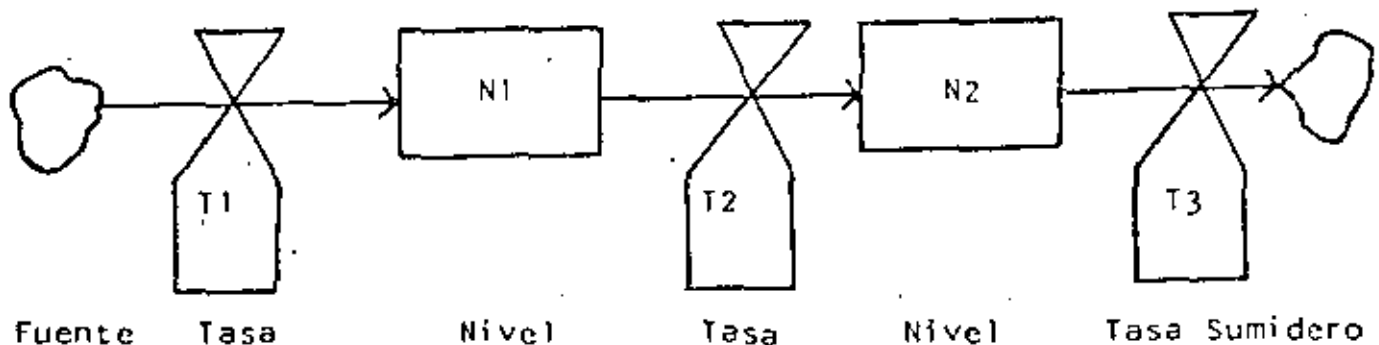 N1 N2
T1 T2 T3
Fuente Tasa Nivel Tasa Nivel Tasa Sumidero